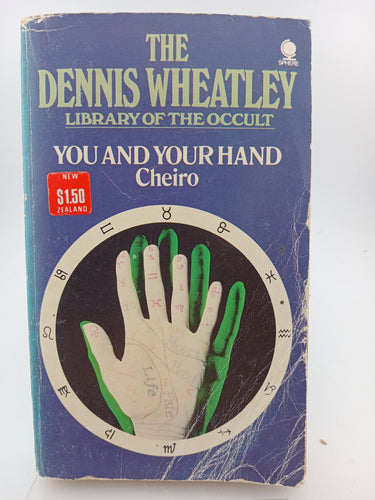 THE
DENNIS WHEATLEY
LIBRARY OF THE OCCULT
SPHERE
YOU AND YOUR HAND
Cheiro
NEW
$1.50
ZEALAND
♉
♏
Heart
Head
Life
Fate